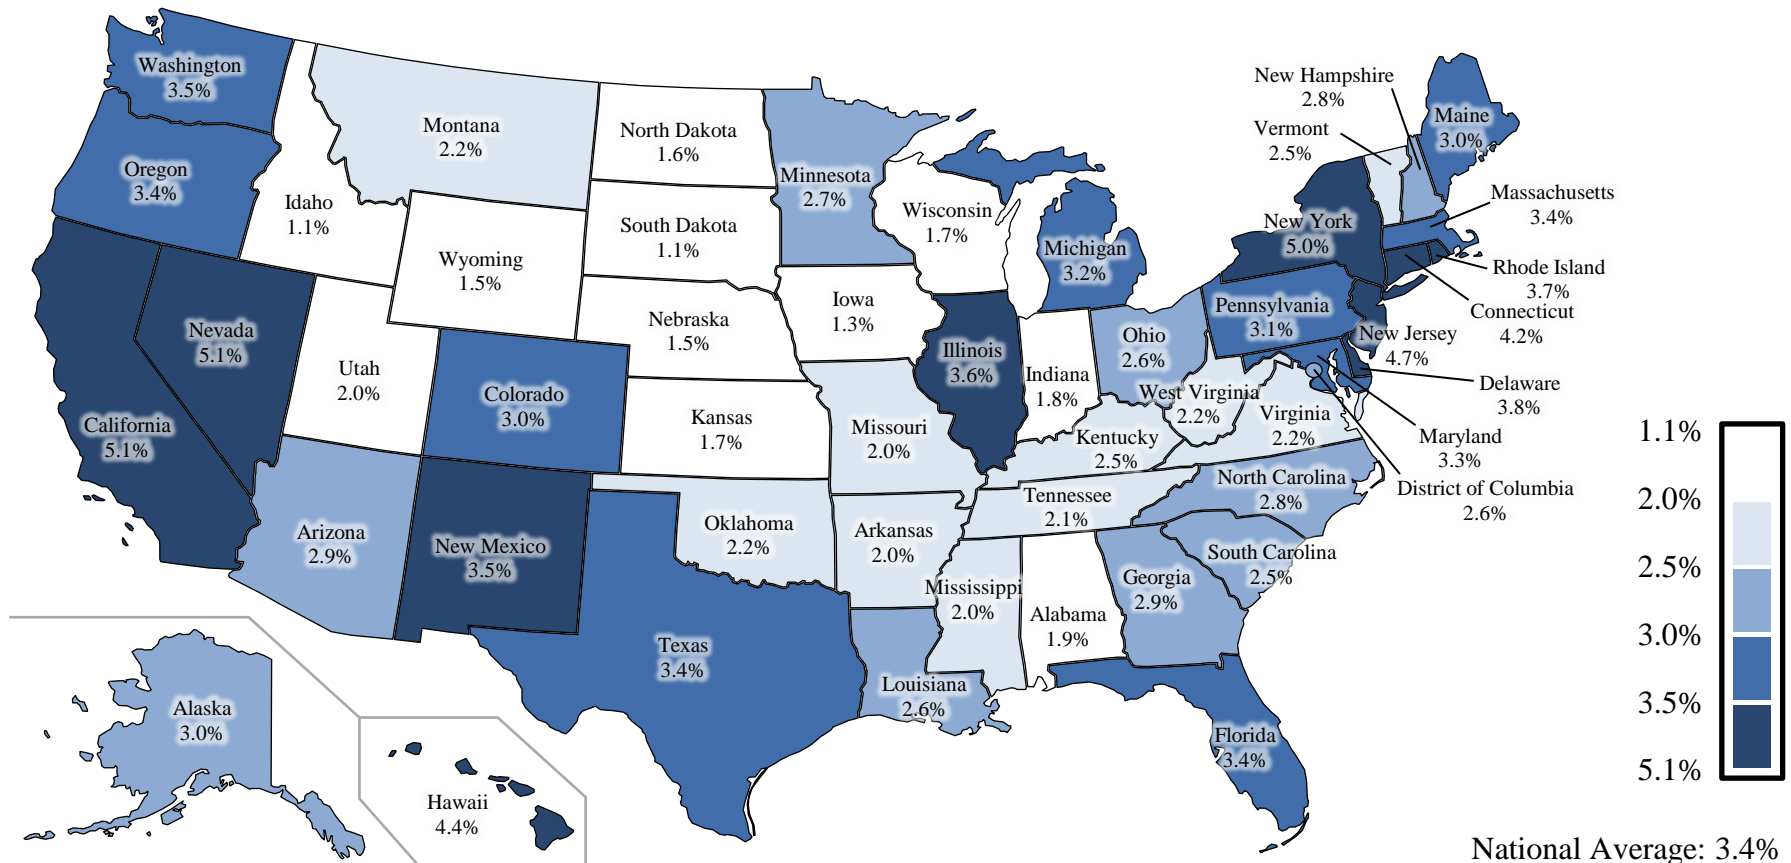 Washington
3.5%
Oregon
3.4%
Idaho
1.1%
Montana
2.2%
North Dakota
1.6%
South Dakota
1.1%
Wyoming
1.5%
Nebraska
1.5%
Minnesota
2.7%
Wisconsin
1.7%
Iowa
1.3%
Michigan
3.2%
New Hampshire
2.8%
Vermont
2.5%
Maine
3.0%
Massachusetts
3.4%
New York
5.0%
Rhode Island
3.7%
Connecticut
4.2%
Pennsylvania
3.1%
New Jersey
4.7%
Delaware
3.8%
Maryland
3.3%
District of Columbia
2.6%
Nevada
5.1%
California
5.1%
Utah
2.0%
Colorado
3.0%
Kansas
1.7%
Missouri
2.0%
Illinois
3.6%
Indiana
1.8%
Ohio
2.6%
West Virginia
2.2%
Virginia
2.2%
Kentucky
2.5%
Tennessee
2.1%
North Carolina
2.8%
South Carolina
2.5%
Arizona
2.9%
New Mexico
3.5%
Oklahoma
2.2%
Arkansas
2.0%
Mississippi
2.0%
Alabama
1.9%
Georgia
2.9%
Texas
3.4%
Louisiana
2.6%
Florida
3.4%
Alaska
3.0%
Hawaii
4.4%
1.1%
2.0%
2.5%
3.0%
3.5%
5.1%
National Average: 3.4%